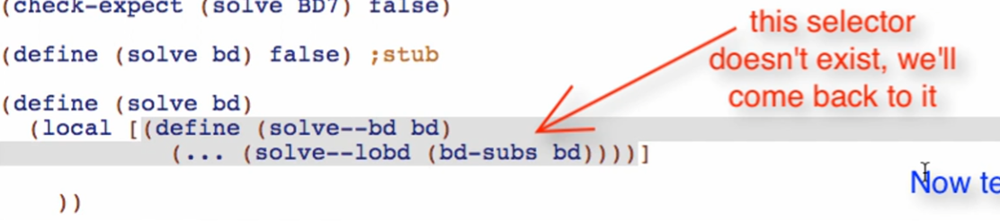 (check-expect (solve BD7) false)
(define (solve bd) false) ;stub
(define (solve bd)
(local [(define (solve--bd bd)
(... (solve--lobd (bd-subs bd))))]
))
this selector
doesn't exist, we'll
come back to it
Now